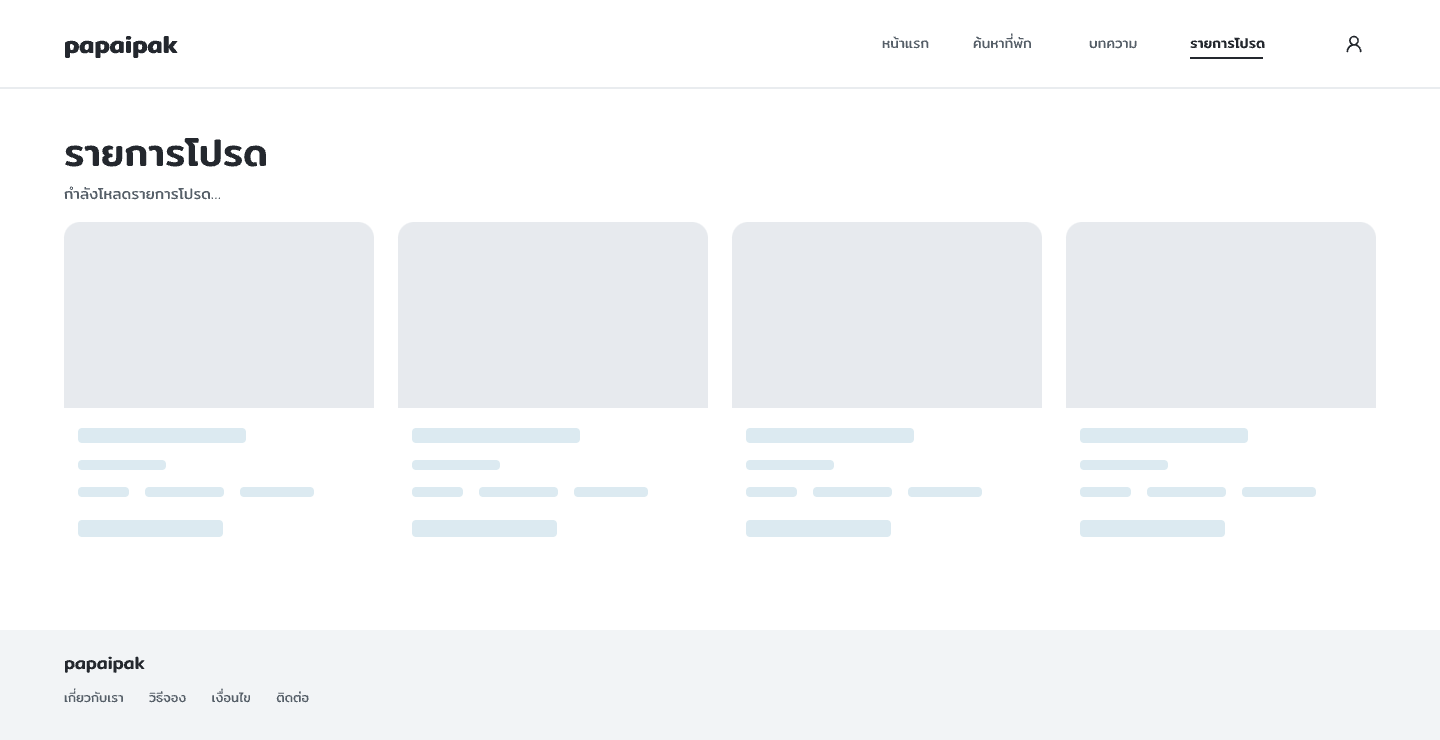 papaipak
หน้าแรก ค้นหาที่พัก บทความ รายการโปรด
รายการโปรด
กำลังโหลดรายการโปรด...
papaipak
เกี่ยวกับเรา วิธีจอง เงื่อนไข ติดต่อ